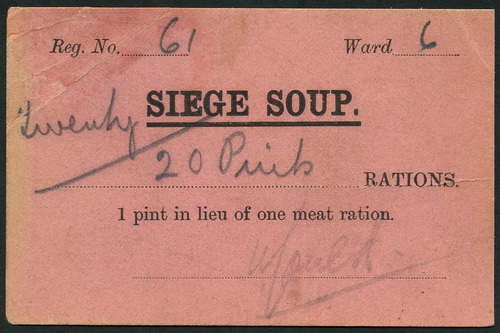 Reg. No. 61 Ward 6
SIEGE SOUP.
Twenty
20 Pints
RATIONS.
1 pint in lieu of one meat ration.